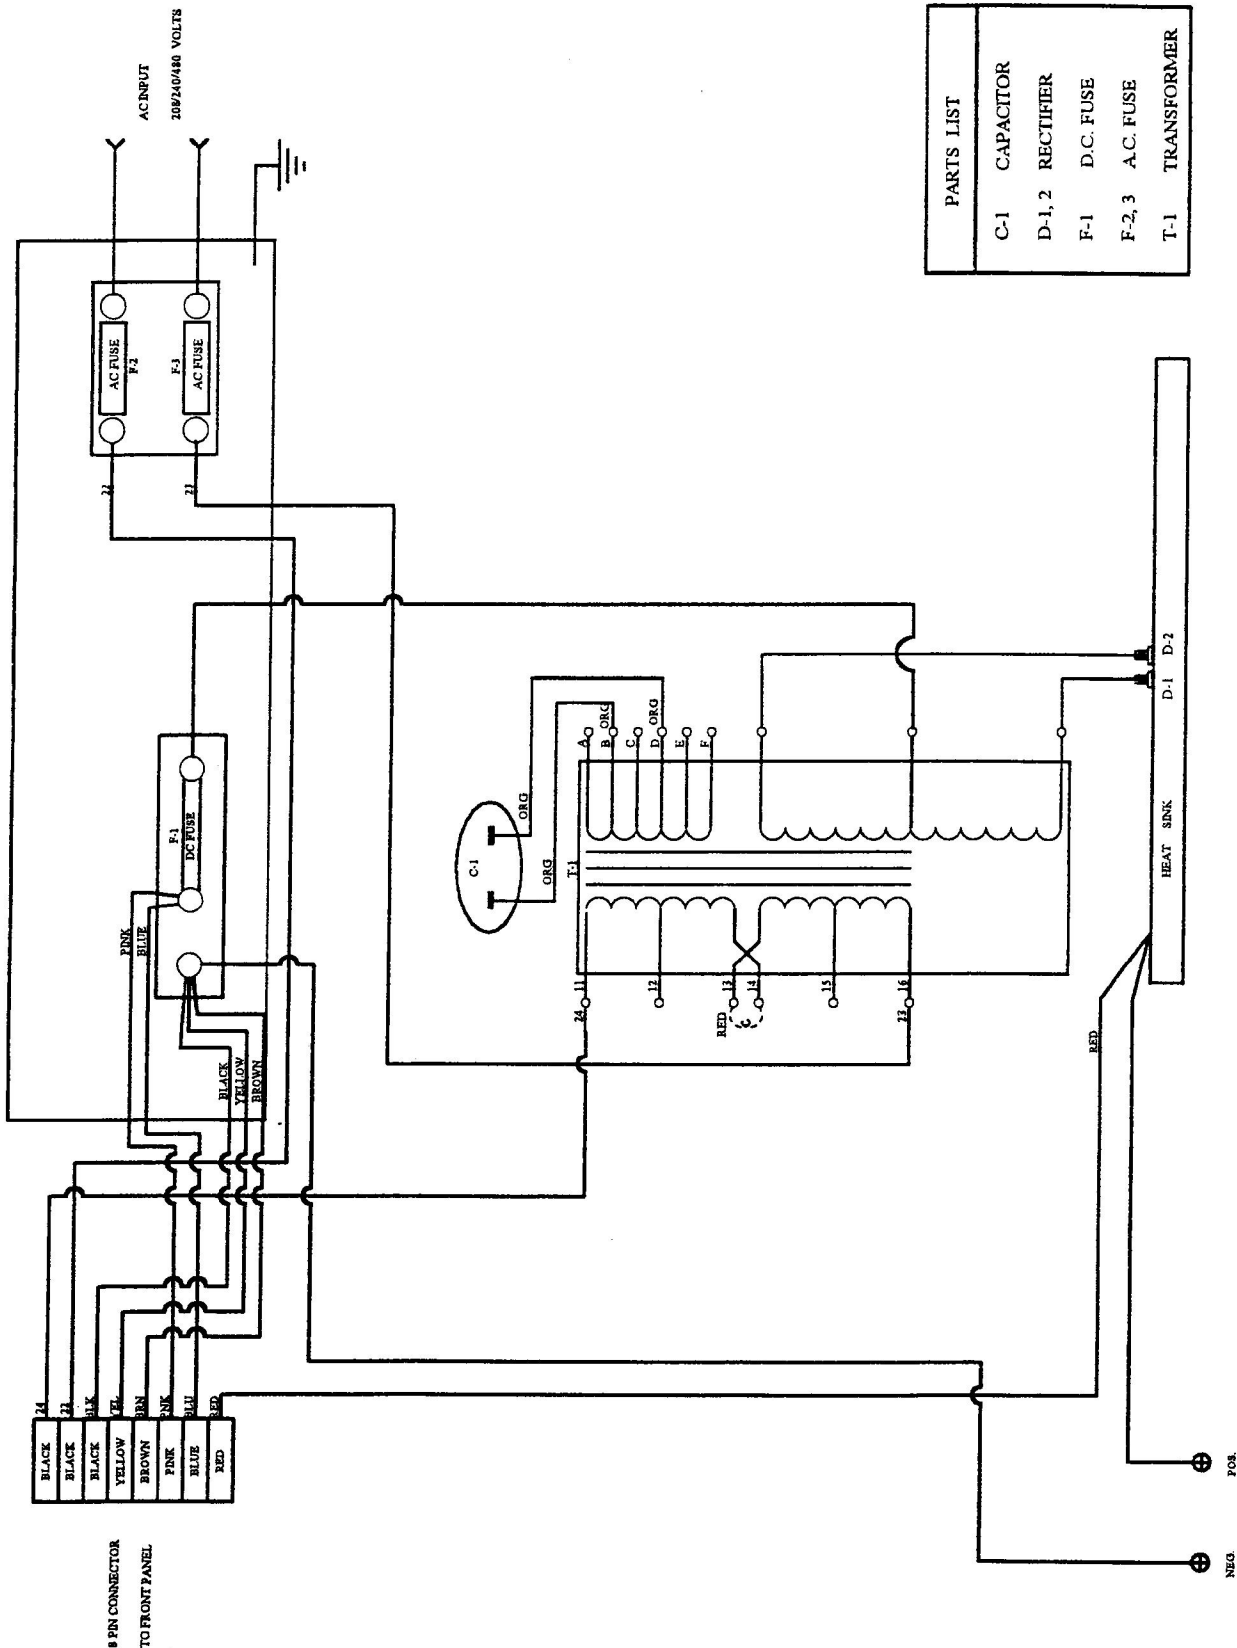 8 PIN CONNECTOR
TO FRONT PANEL
BLACK 24
BLACK 22
BLACK BLK
YELLOW YEL
BROWN BRN
PINK PNK
BLUE BLU
RED RED
PINK
BLUE
BLACK
YELLOW
BROWN
F-1
DC FUSE
22
23
AC FUSE
F-2
F-3
AC FUSE
AC INPUT
208/240/480 VOLTS
C-1
ORG
ORG
T-1
24 11
12
RED 13
14
C
15
23 16
A
B ORG
C
D ORG
E
F
RED
D-1 D-2
HEAT SINK
NEG.
POS.
PARTS LIST
C-1 CAPACITOR
D-1, 2 RECTIFIER
F-1 D.C. FUSE
F-2, 3 A.C. FUSE
T-1 TRANSFORMER